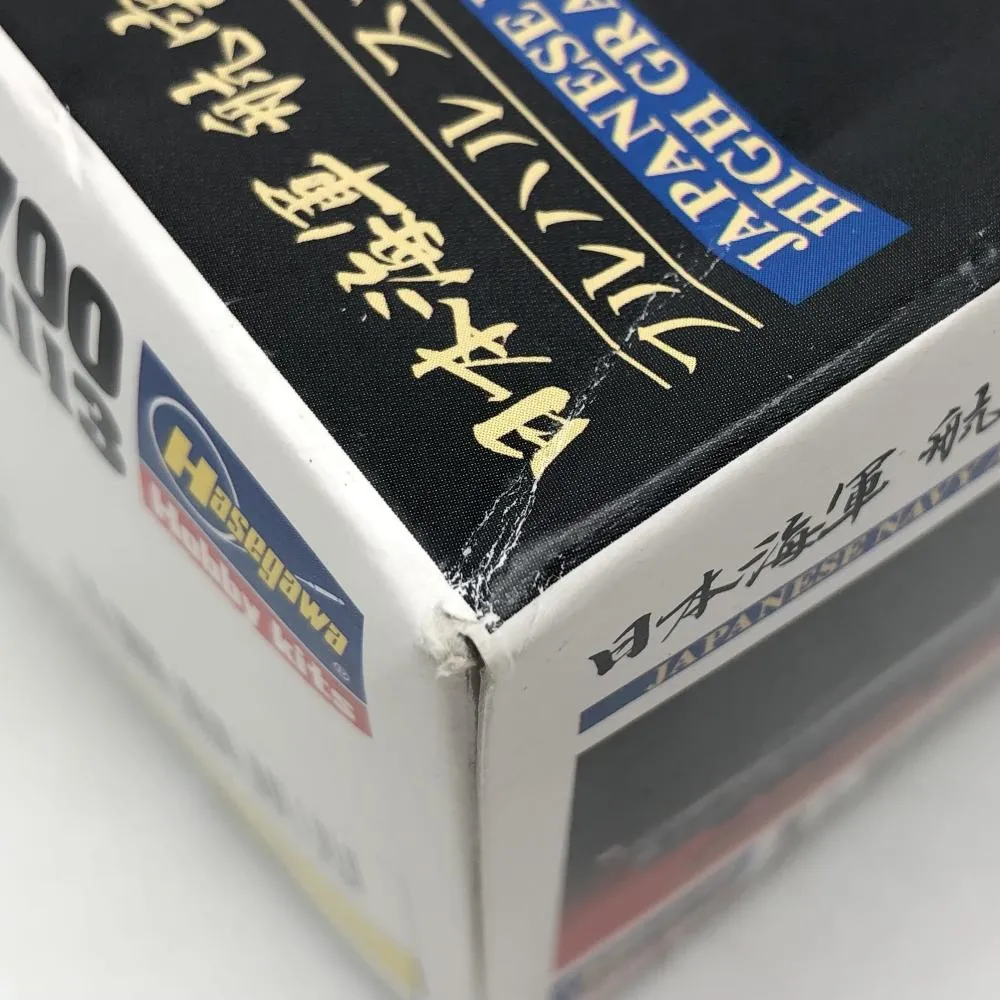 日本海軍 航空
フルハル ス
JAPANESE
HIGH GRA
700
Hasegawa
Hobby kits
日本海軍 航
JAPANESE NAVY